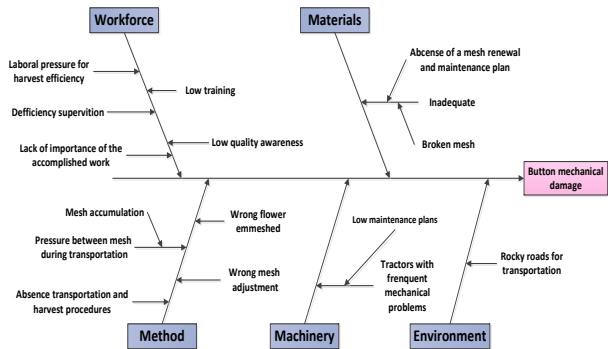 Workforce
Materials
Laboral pressure for
harvest efficiency
Low training
Defficiency supervition
Low quality awareness
Lack of importance of the
accomplished work
Abcense of a mesh renewal
and maintenance plan
Inadequate
Broken mesh
Button mechanical
damage
Mesh accumulation
Wrong flower
emmeshed
Pressure between mesh
during transportation
Wrong mesh
adjustment
Absence transportation and
harvest procedures
Low maintenance plans
Tractors with
frenquent
mechanical
problems
Rocky roads for
transportation
Method
Machinery
Environment